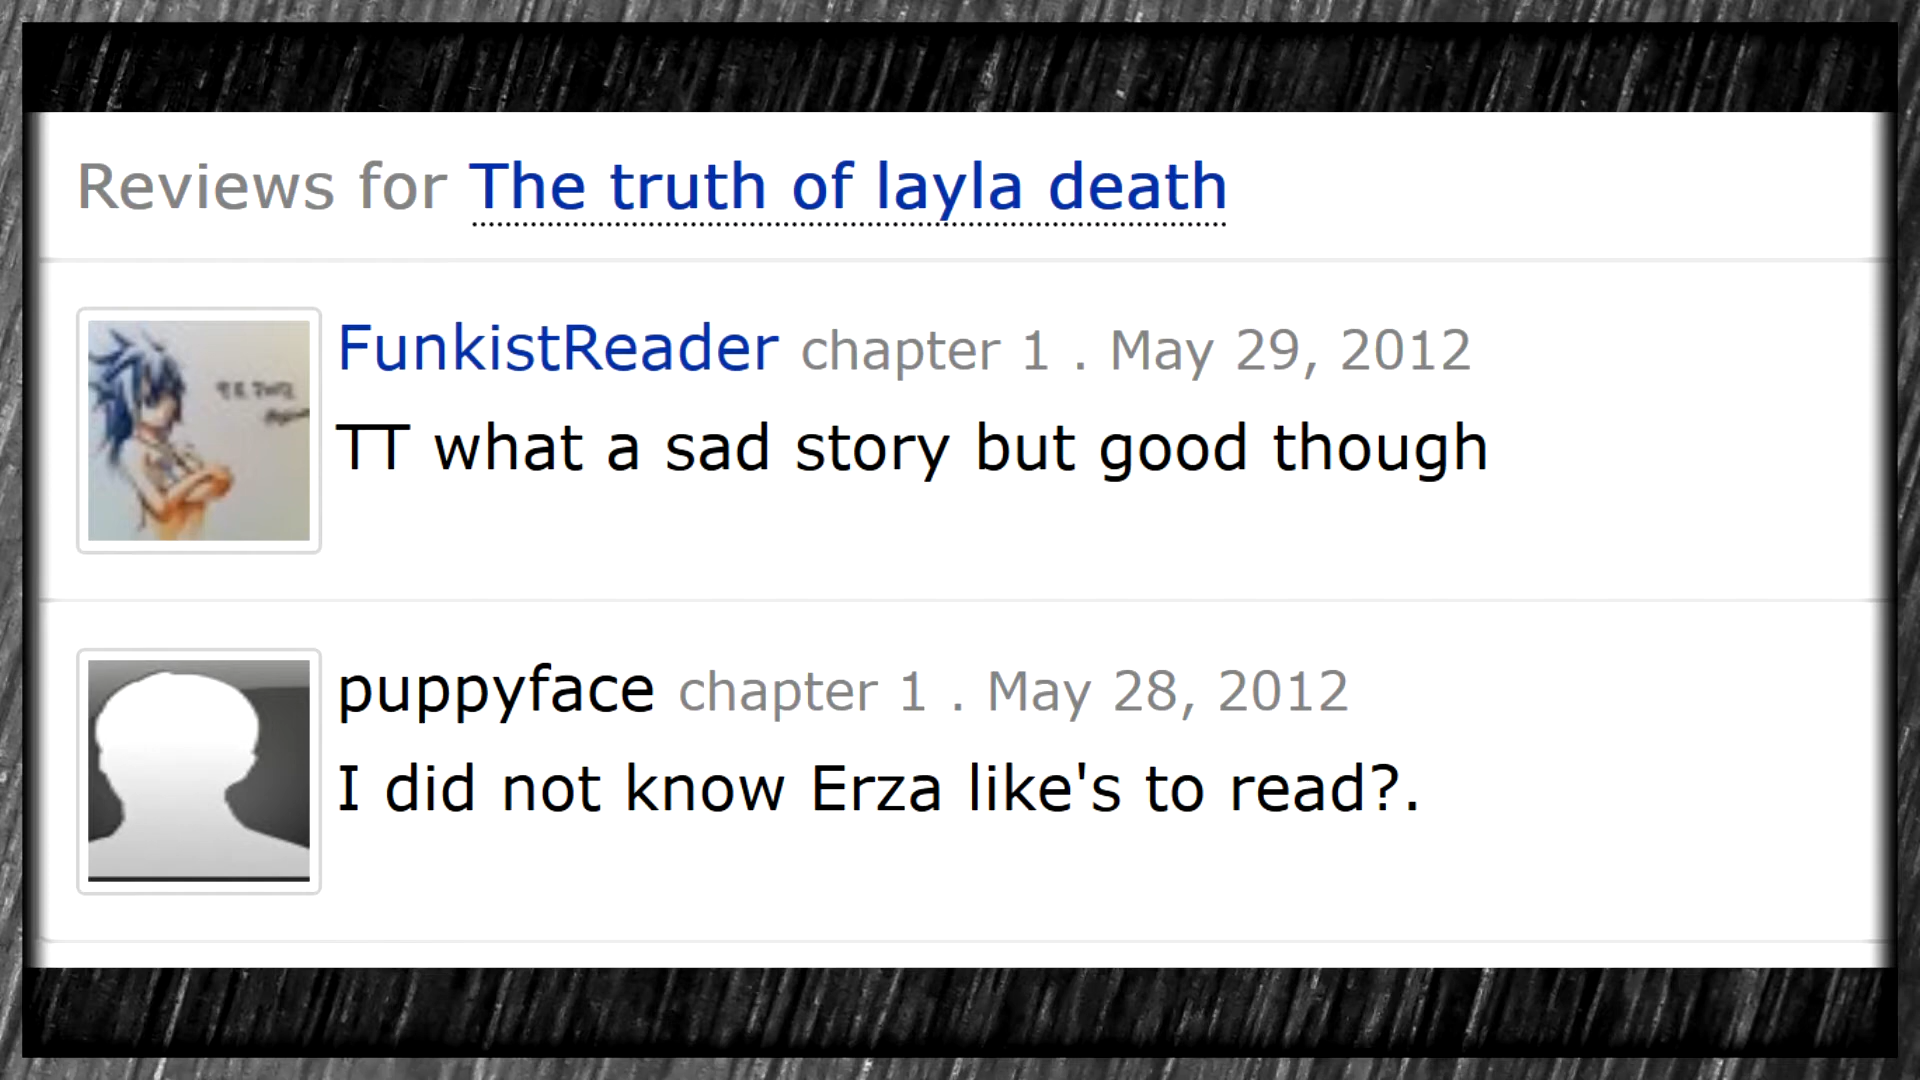 Reviews for The truth of layla death
FunkistReader chapter 1 . May 29, 2012
TT what a sad story but good though
puppyface chapter 1 . May 28, 2012
I did not know Erza like's to read?.